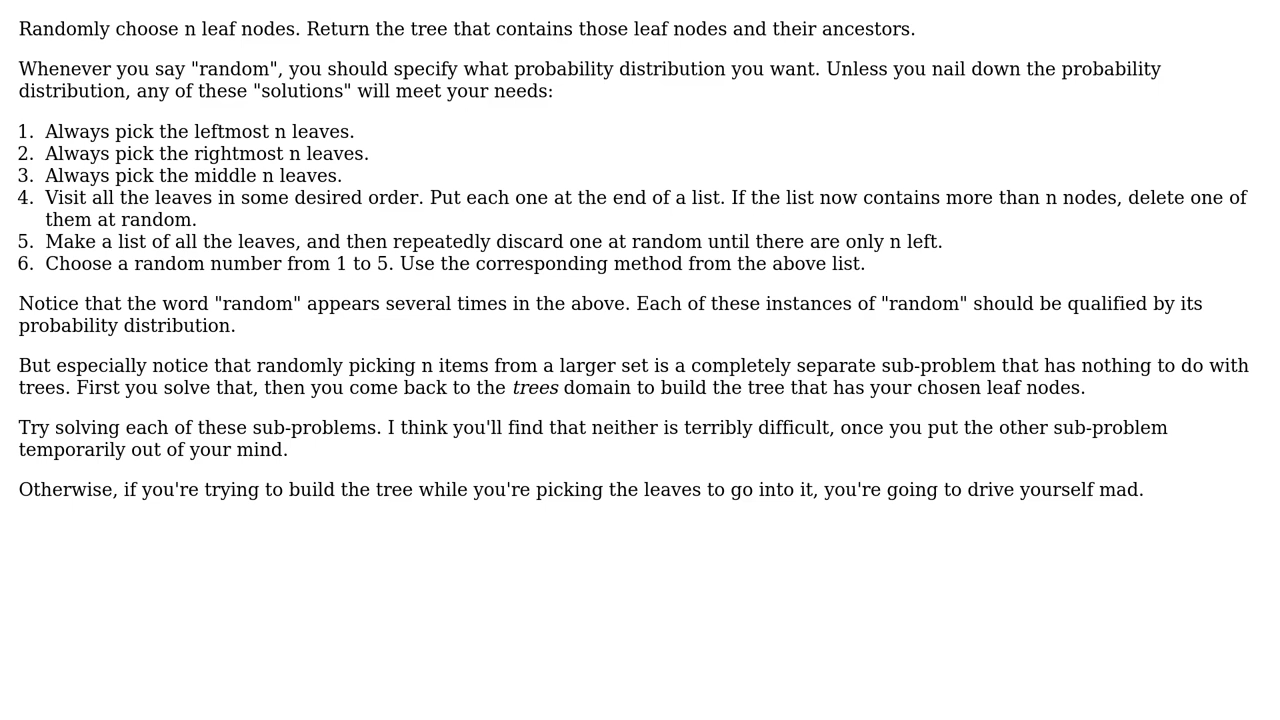 Randomly choose n leaf nodes. Return the tree that contains those leaf nodes and their ancestors.
Whenever you say "random", you should specify what probability distribution you want. Unless you nail down the probability
distribution, any of these "solutions" will meet your needs:
1. Always pick the leftmost n leaves.
2. Always pick the rightmost n leaves.
3. Always pick the middle n leaves.
4. Visit all the leaves in some desired order. Put each one at the end of a list. If the list now contains more than n nodes, delete one of
them at random.
5. Make a list of all the leaves, and then repeatedly discard one at random until there are only n left.
6. Choose a random number from 1 to 5. Use the corresponding method from the above list.
Notice that the word "random" appears several times in the above. Each of these instances of "random" should be qualified by its
probability distribution.
But especially notice that randomly picking n items from a larger set is a completely separate sub-problem that has nothing to do with
trees. First you solve that, then you come back to the trees domain to build the tree that has your chosen leaf nodes.
Try solving each of these sub-problems. I think you'll find that neither is terribly difficult, once you put the other sub-problem
temporarily out of your mind.
Otherwise, if you're trying to build the tree while you're picking the leaves to go into it, you're going to drive yourself mad.